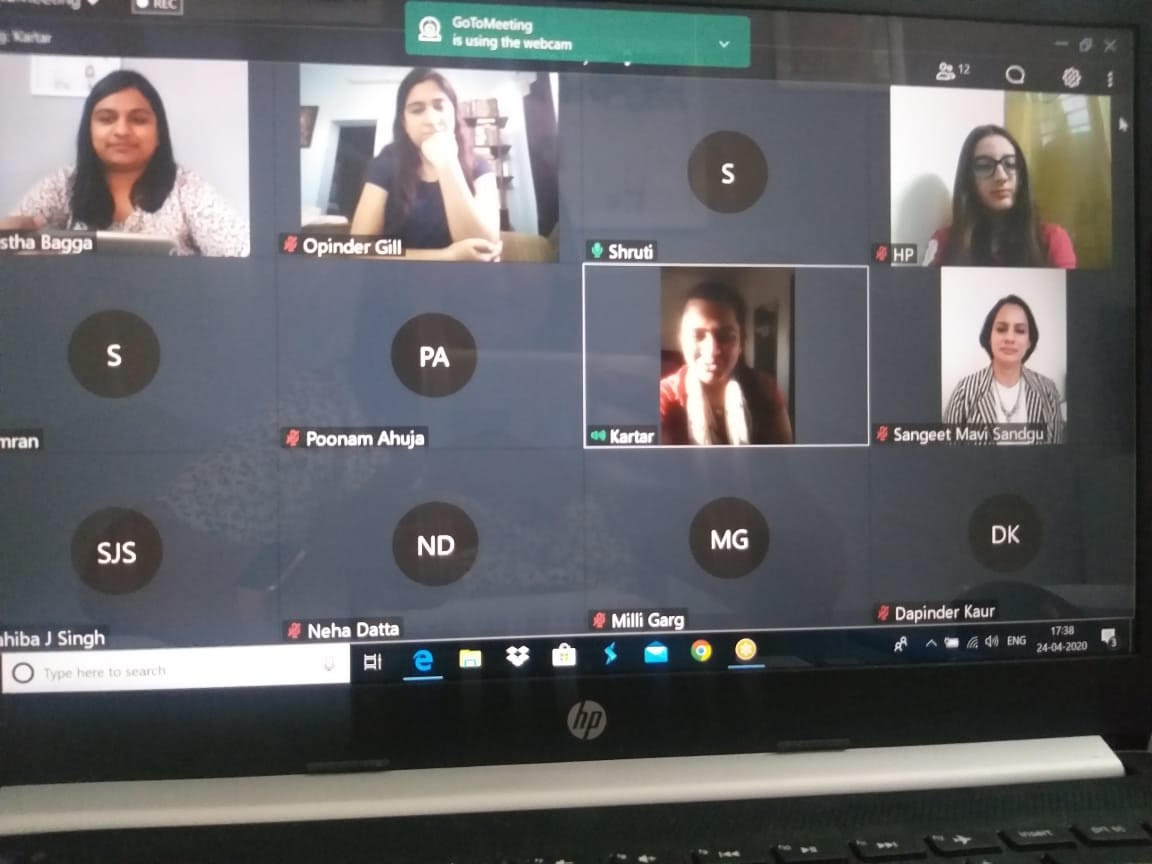 REC
GoToMeeting
is using the webcam
Kartar
12
stha Bagga
Opinder Gill
S
Shruti
HP
S
mran
PA
Poonam Ahuja
Kartar
Sangeet Mavi Sandgu
SJS
ahiba J Singh
ND
Neha Datta
MG
Milli Garg
DK
Dapinder Kaur
Type here to search
ENG
17:38
24-04-2020
3
hp
insert